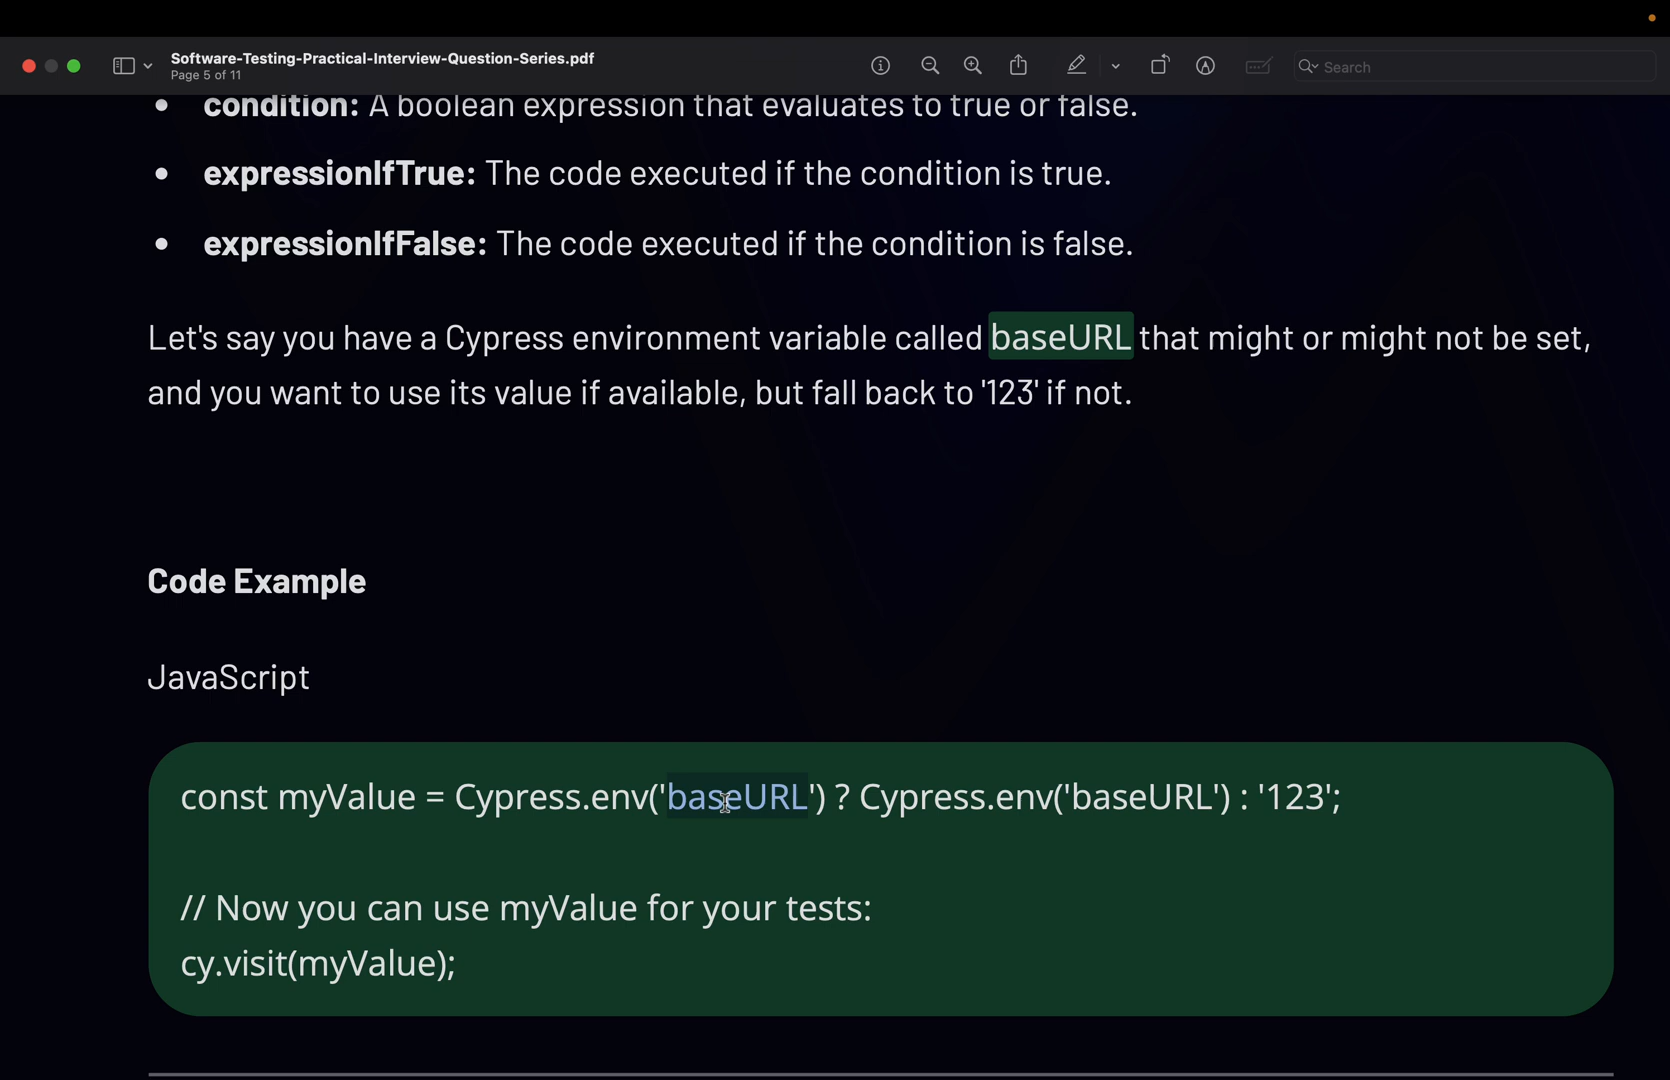 Software-Testing-Practical-Interview-Question-Series.pdf
Page 5 of 11
Search
condition: A boolean expression that evaluates to true or false.
expressionIfTrue: The code executed if the condition is true.
expressionIfFalse: The code executed if the condition is false.
Let's say you have a Cypress environment variable called baseURL that might or might not be set,
and you want to use its value if available, but fall back to '123' if not.
Code Example
JavaScript
const myValue = Cypress.env('baseURL') ? Cypress.env('baseURL') : '123';
// Now you can use myValue for your tests:
cy.visit(myValue);